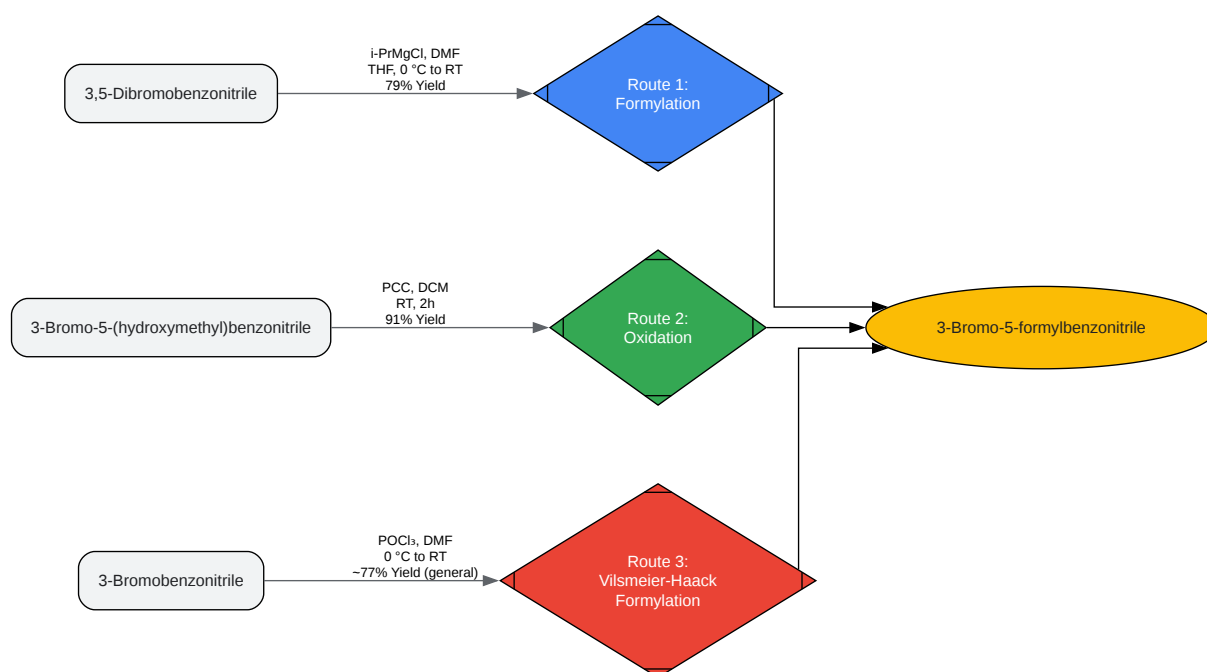 3,5-Dibromobenzonitrile
i-PrMgCl, DMF
THF, 0 °C to RT
79% Yield
Route 1:
Formylation
3-Bromo-5-(hydroxymethyl)benzonitrile
PCC, DCM
RT, 2h
91% Yield
Route 2:
Oxidation
3-Bromo-5-formylbenzonitrile
3-Bromobenzonitrile
POCl₃, DMF
0 °C to RT
~77% Yield (general)
Route 3:
Vilsmeier-Haack
Formylation